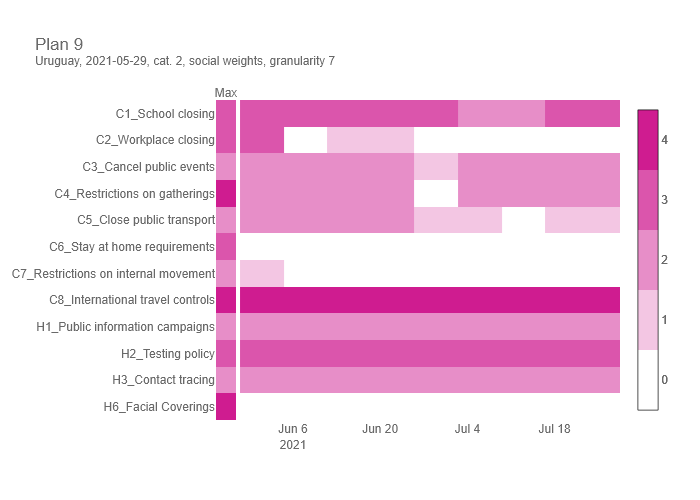 Plan 9
Uruguay, 2021-05-29, cat. 2, social weights, granularity 7
Max
C1_School closing
C2_Workplace closing
C3_Cancel public events
C4_Restrictions on gatherings
C5_Close public transport
C6_Stay at home requirements
C7_Restrictions on internal movement
C8_International travel controls
H1_Public information campaigns
H2_Testing policy
H3_Contact tracing
H6_Facial Coverings
Jun 6
2021
Jun 20
Jul 4
Jul 18
4
3
2
1
0